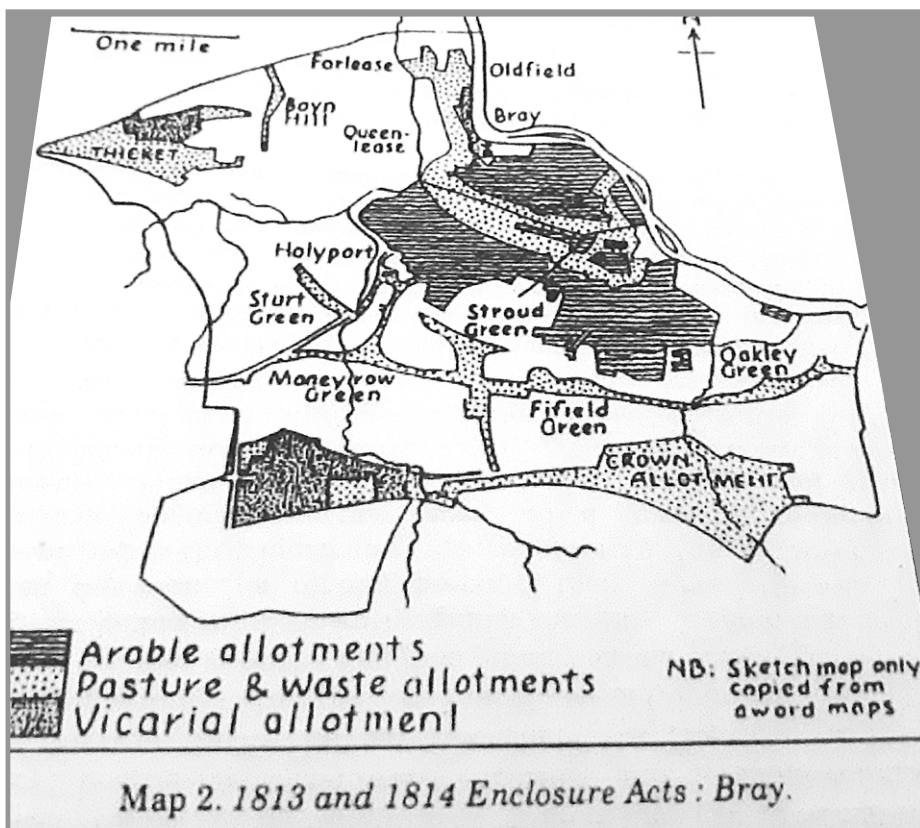 One mile
N
Forlease
Oldfield
Boyn
Hill
Bray
Queen-
lease
THICKET
Holyport
Sturt
Green
Stroud
Green
Oakley
Green
Moneyrow
Green
Fifield
Green
CROWN
ALLOTMENT
Arable allotments
Pasture & Waste allotments
Vicarial allotment
NB: Sketch map only
copied from
award maps
Map 2. 1813 and 1814 Enclosure Acts : Bray.